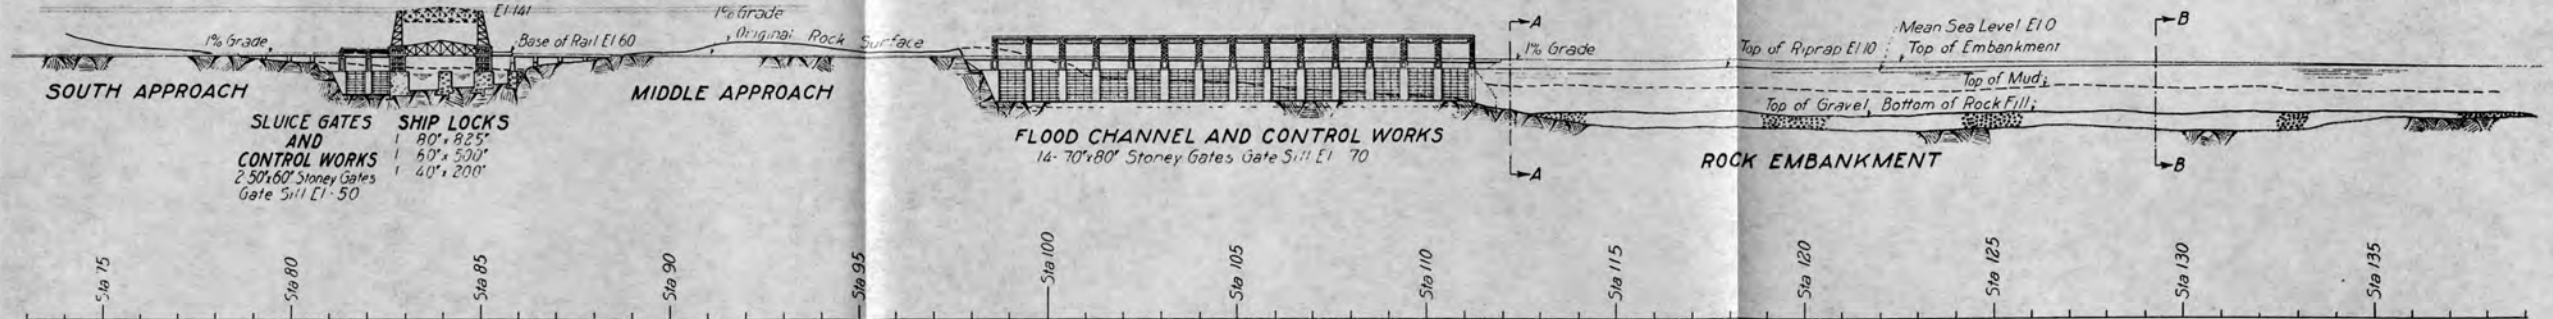 El 141
1% Grade
Base of Rail El 60
1% Grade
Original Rock Surface
SOUTH APPROACH
SLUICE GATES
AND
CONTROL WORKS
2-50'x60' Stoney Gates
Gate Sill El-50
SHIP LOCKS
1 80'x825'
1 60'x500'
1 40'x200'
MIDDLE APPROACH
FLOOD CHANNEL AND CONTROL WORKS
14-70'x80' Stoney Gates Gate Sill El 70
A
A
1% Grade
Top of Riprap El 10
Mean Sea Level El 0
Top of Embankment
Top of Mud
Top of Gravel, Bottom of Rock Fill
ROCK EMBANKMENT
B
B
Sta 75
Sta 80
Sta 85
Sta 90
Sta 95
Sta 100
Sta 105
Sta 110
Sta 115
Sta 120
Sta 125
Sta 130
Sta 135